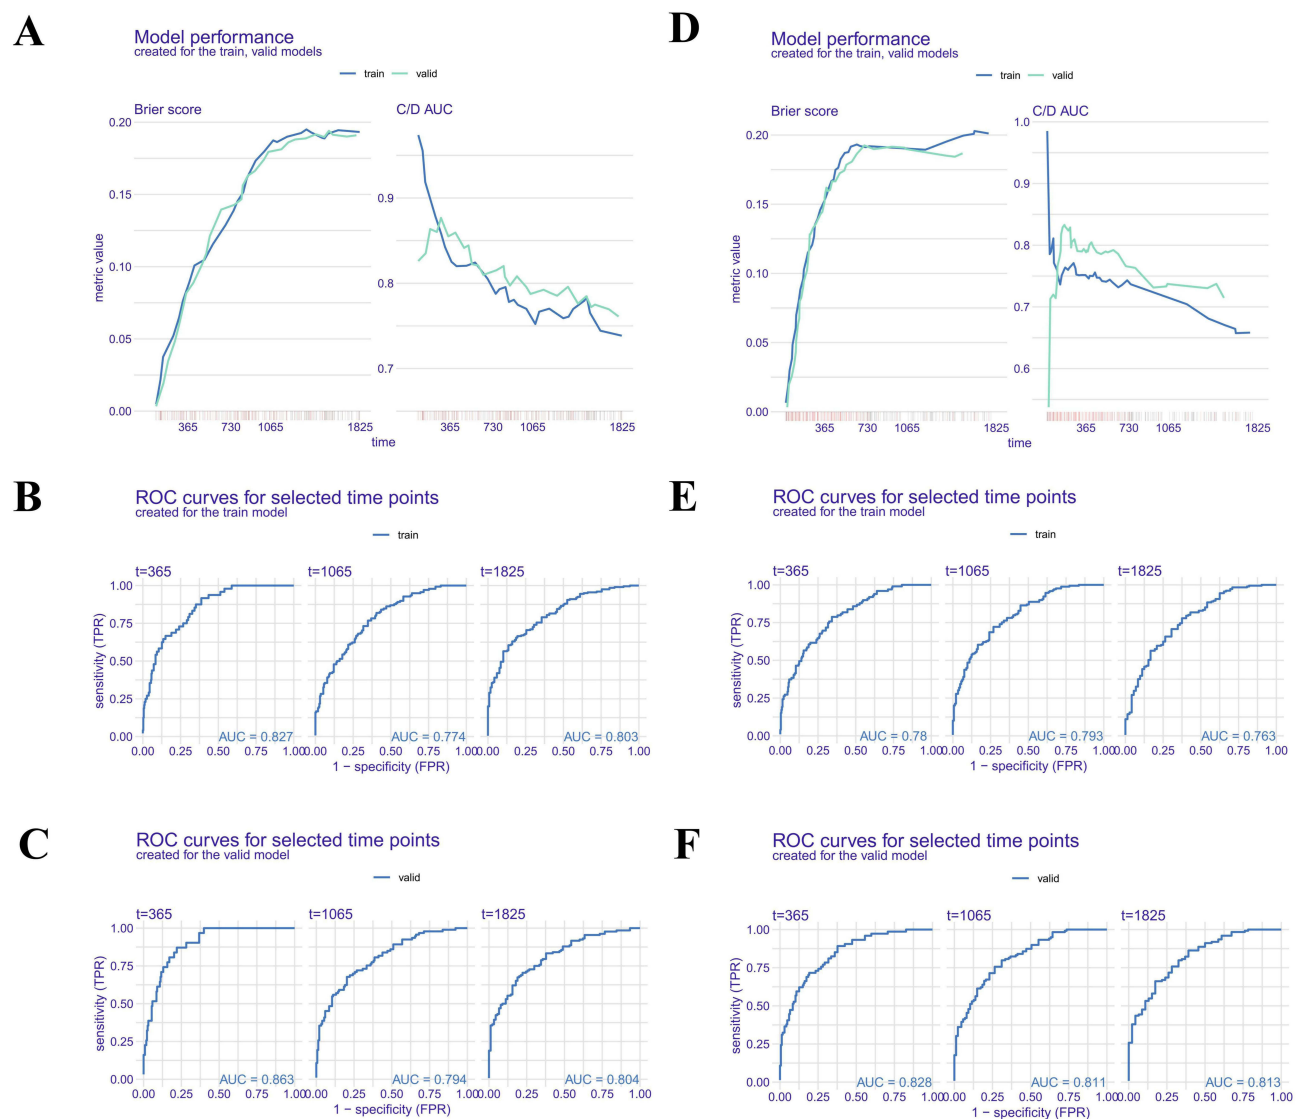 A
Model performance
created for the train, valid models
train valid
Brier score
C/D AUC
metric value
0.20
0.15
0.10
0.05
0.00
0.9
0.8
0.7
365 730 1065 1825
365 730 1065 1825
time
D
Model performance
created for the train, valid models
train valid
Brier score
C/D AUC
metric value
0.20
0.15
0.10
0.05
0.00
1.0
0.9
0.8
0.7
0.6
365 730 1065 1825
365 730 1065 1825
time
B
ROC curves for selected time points
created for the train model
train
t=365 t=1065 t=1825
sensitivity (TPR)
1.00
0.75
0.50
0.25
0.00
AUC = 0.827 AUC = 0.774 AUC = 0.803
0.00 0.25 0.50 0.75 1.00 0.00 0.25 0.50 0.75 1.00 0.00 0.25 0.50 0.75 1.00
1 − specificity (FPR)
E
ROC curves for selected time points
created for the train model
train
t=365 t=1065 t=1825
sensitivity (TPR)
1.00
0.75
0.50
0.25
0.00
AUC = 0.78 AUC = 0.793 AUC = 0.763
0.00 0.25 0.50 0.75 1.00 0.00 0.25 0.50 0.75 1.00 0.00 0.25 0.50 0.75 1.00
1 − specificity (FPR)
C
ROC curves for selected time points
created for the valid model
valid
t=365 t=1065 t=1825
sensitivity (TPR)
1.00
0.75
0.50
0.25
0.00
AUC = 0.863 AUC = 0.794 AUC = 0.804
0.00 0.25 0.50 0.75 1.00 0.00 0.25 0.50 0.75 1.00 0.00 0.25 0.50 0.75 1.00
1 − specificity (FPR)
F
ROC curves for selected time points
created for the valid model
valid
t=365 t=1065 t=1825
sensitivity (TPR)
1.00
0.75
0.50
0.25
0.00
AUC = 0.828 AUC = 0.811 AUC = 0.813
0.00 0.25 0.50 0.75 1.00 0.00 0.25 0.50 0.75 1.00 0.00 0.25 0.50 0.75 1.00
1 − specificity (FPR)